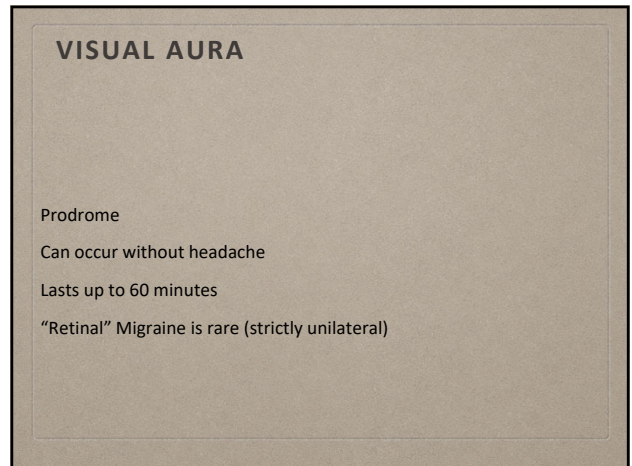 VISUAL AURA
Prodrome
Can occur without headache
Lasts up to 60 minutes
“Retinal” Migraine is rare (strictly unilateral)